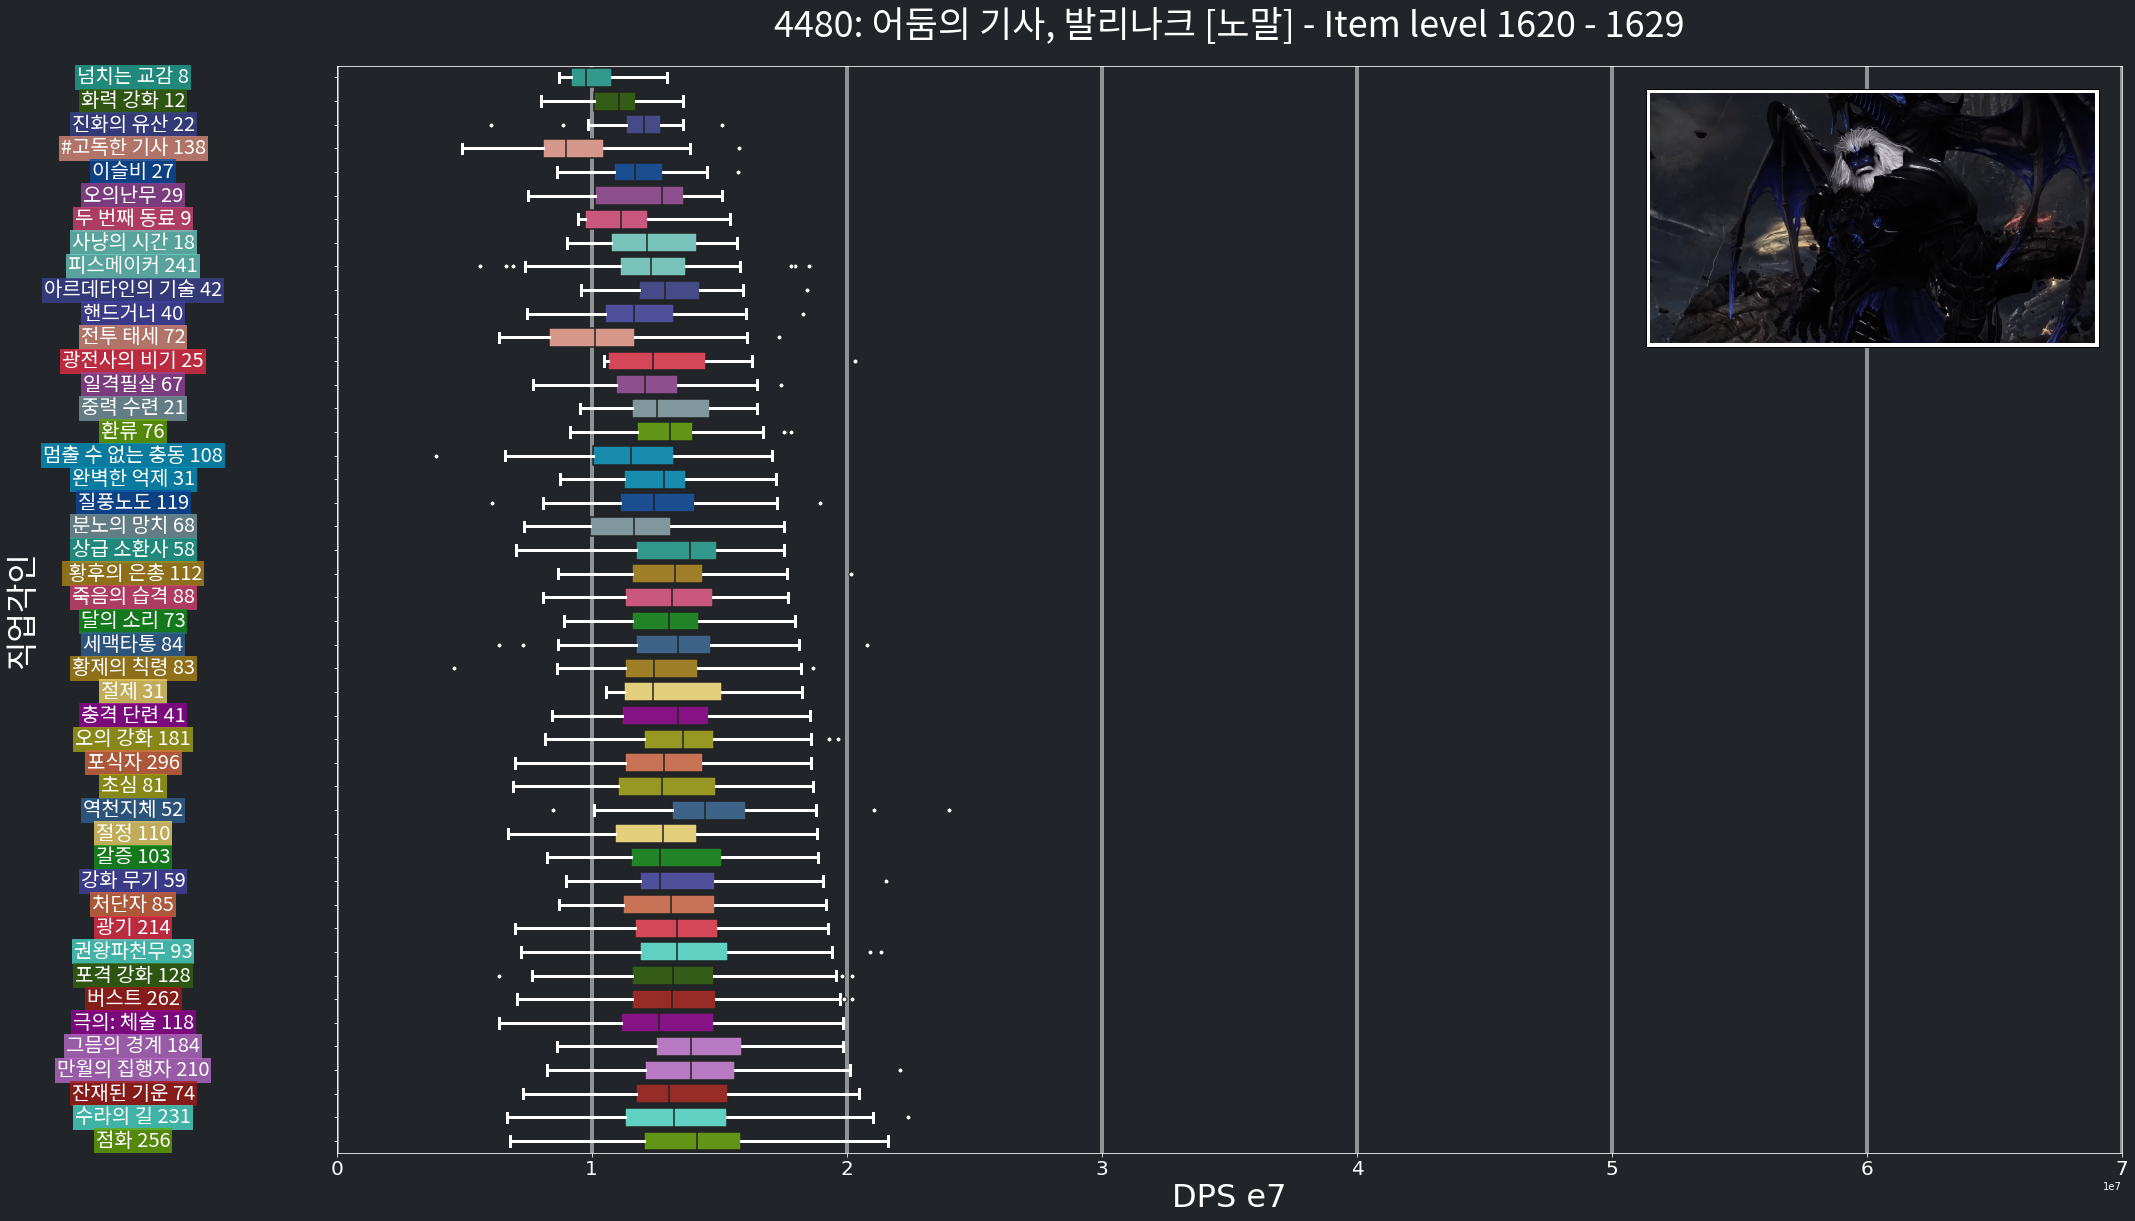 4480: 어둠의 기사, 발리나크 [노말] - Item level 1620 - 1629
직업각인
넘치는 교감 8
화력 강화 12
진화의 유산 22
#고독한 기사 138
이슬비 27
오의난무 29
두 번째 동료 9
사냥의 시간 18
피스메이커 241
아르데타인의 기술 42
핸드거너 40
전투 태세 72
광전사의 비기 25
일격필살 67
중력 수련 21
환류 76
멈출 수 없는 충동 108
완벽한 억제 31
질풍노도 119
분노의 망치 68
상급 소환사 58
황후의 은총 112
죽음의 습격 88
달의 소리 73
세맥타통 84
황제의 칙령 83
절제 31
충격 단련 41
오의 강화 181
포식자 296
초심 81
역천지체 52
절정 110
갈증 103
강화 무기 59
처단자 85
광기 214
권왕파천무 93
포격 강화 128
버스트 262
극의: 체술 118
그믐의 경계 184
만월의 집행자 210
잔재된 기운 74
수라의 길 231
점화 256
0 1 2 3 4 5 6 7
1e7
DPS e7